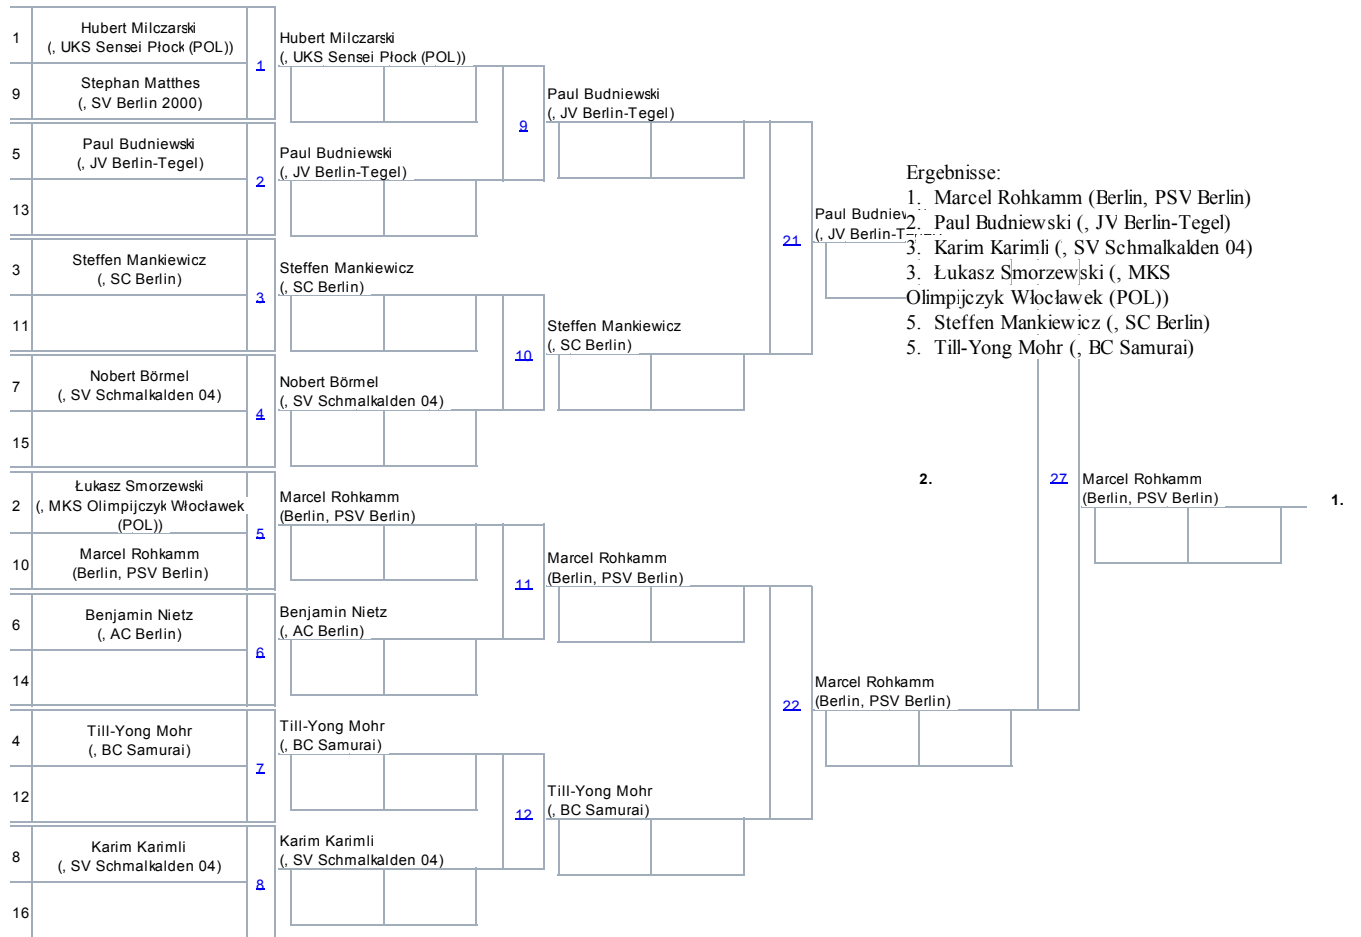 1
Hubert Milczarski
(, UKS Sensei Płock (POL))
9
Stephan Matthes
(, SV Berlin 2000)
1
5
Paul Budniewski
(, JV Berlin-Tegel)
13
2
3
Steffen Mankiewicz
(, SC Berlin)
11
3
7
Nobert Börmel
(, SV Schmalkalden 04)
15
4
2
Łukasz Smorzewski
(, MKS Olimpijczyk Włocławek
(POL))
10
Marcel Rohkamm
(Berlin, PSV Berlin)
5
6
Benjamin Nietz
(, AC Berlin)
14
6
4
Till-Yong Mohr
(, BC Samurai)
12
7
8
Karim Karimli
(, SV Schmalkalden 04)
16
8
Hubert Milczarski
(, UKS Sensei Płock (POL))
Paul Budniewski
(, JV Berlin-Tegel)
9
Steffen Mankiewicz
(, SC Berlin)
Nobert Börmel
(, SV Schmalkalden 04)
10
Marcel Rohkamm
(Berlin, PSV Berlin)
Benjamin Nietz
(, AC Berlin)
11
Till-Yong Mohr
(, BC Samurai)
Karim Karimli
(, SV Schmalkalden 04)
12
Paul Budniewski
(, JV Berlin-Tegel)
Steffen Mankiewicz
(, SC Berlin)
21
Marcel Rohkamm
(Berlin, PSV Berlin)
Till-Yong Mohr
(, BC Samurai)
22
Paul
(, JV
Marcel Rohkamm
(Berlin, PSV Berlin)
Ergebnisse:
1. Marcel Rohkamm (Berlin, PSV Berlin)
2. Paul Budniewski (, JV Berlin-Tegel)
3. Karim Karimli (, SV Schmalkalden 04)
3. Łukasz Smorzewski (, MKS
Olimpijczyk Włocławek (POL))
5. Steffen Mankiewicz (, SC Berlin)
5. Till-Yong Mohr (, BC Samurai)
2.
27
Marcel Rohkamm
(Berlin, PSV Berlin)
1.